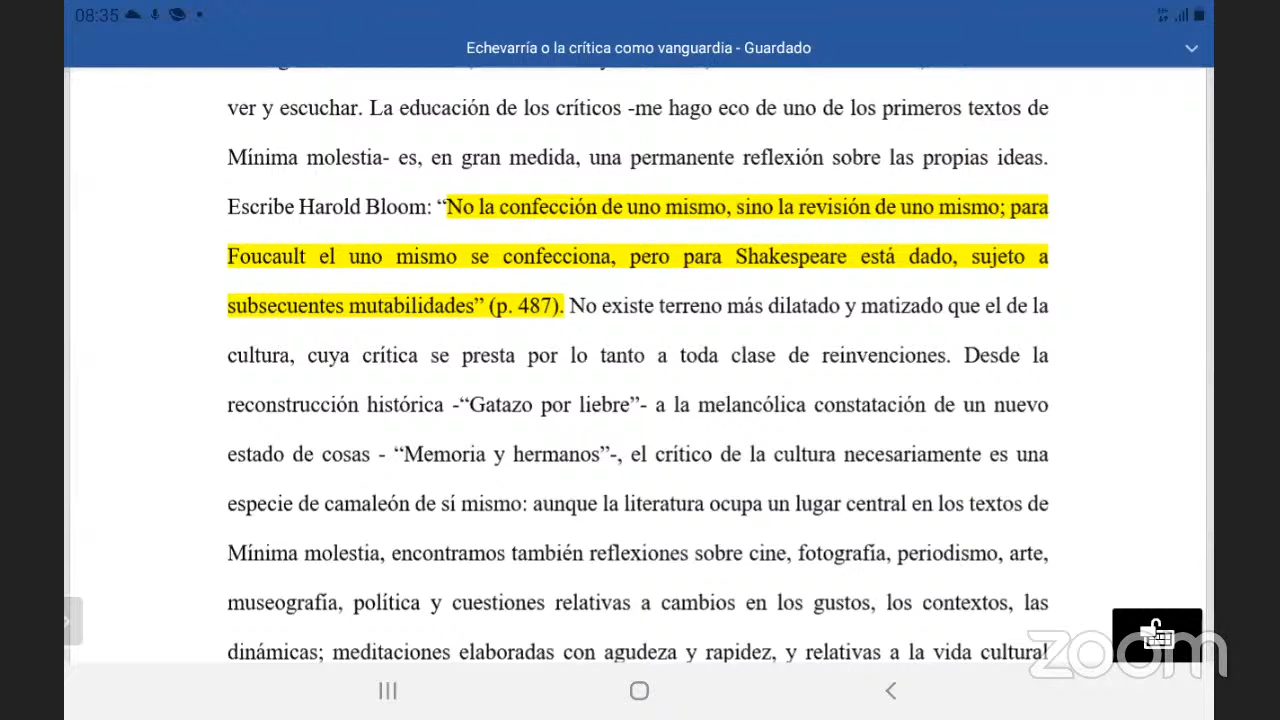 08:35
Echevarría o la crítica como vanguardia - Guardado
ver y escuchar. La educación de los críticos -me hago eco de uno de los primeros textos de
Mínima molestia- es, en gran medida, una permanente reflexión sobre las propias ideas.
Escribe Harold Bloom: “No la confección de uno mismo, sino la revisión de uno mismo; para
Foucault el uno mismo se confecciona, pero para Shakespeare está dado, sujeto a
subsecuentes mutabilidades” (p. 487). No existe terreno más dilatado y matizado que el de la
cultura, cuya crítica se presta por lo tanto a toda clase de reinvenciones. Desde la
reconstrucción histórica -“Gatazo por liebre”- a la melancólica constatación de un nuevo
estado de cosas - “Memoria y hermanos”-, el crítico de la cultura necesariamente es una
especie de camaleón de sí mismo: aunque la literatura ocupa un lugar central en los textos de
Mínima molestia, encontramos también reflexiones sobre cine, fotografía, periodismo, arte,
museografía, política y cuestiones relativas a cambios en los gustos, los contextos, las
dinámicas; meditaciones elaboradas con agudeza y rapidez, y relativas a la vida cultural
zoom